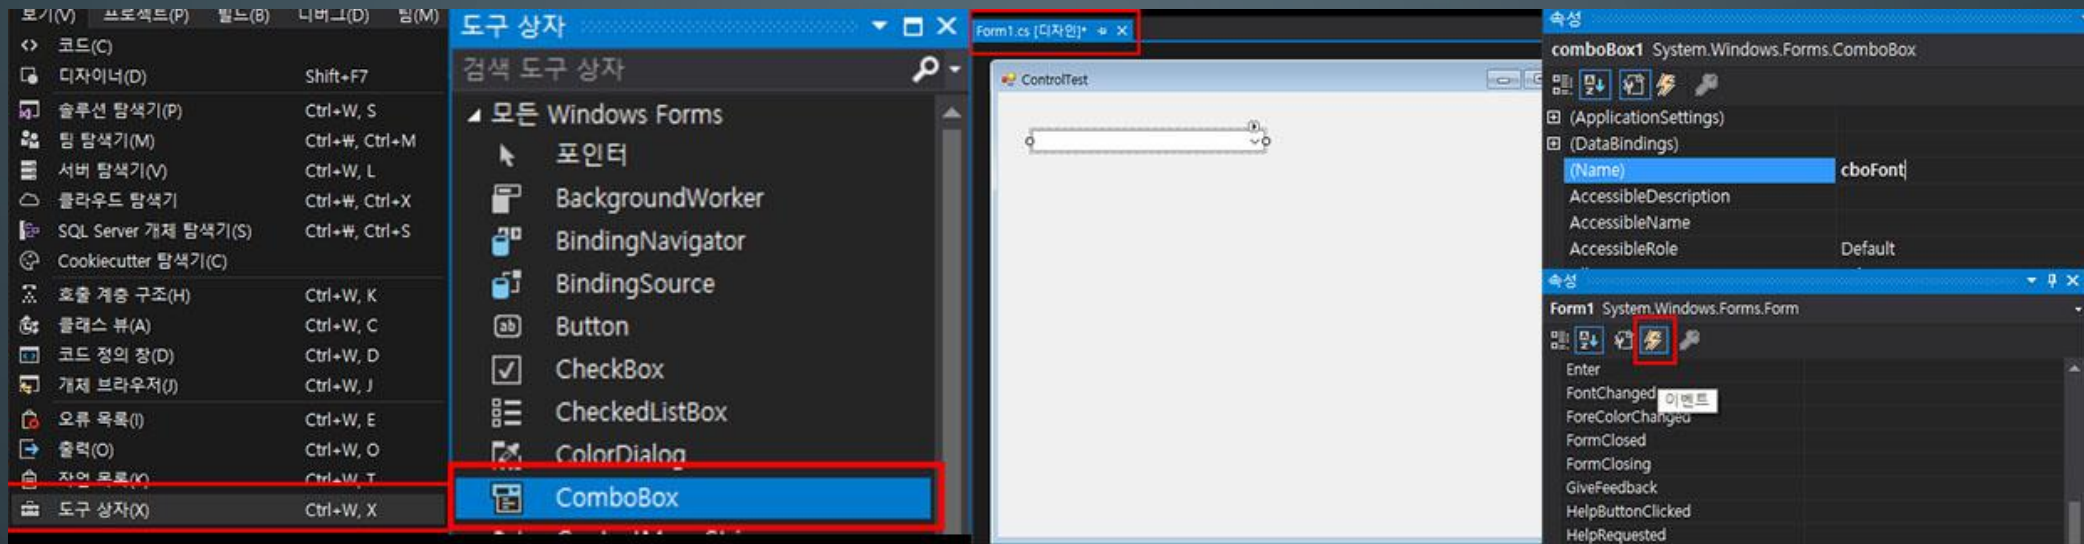 보기(V) 프로젝트(P) 빌드(B) 디버그(D) 팀(M)
코드(C)
디자이너(D) Shift+F7
솔루션 탐색기(P) Ctrl+W, S
팀 탐색기(M) Ctrl+₩, Ctrl+M
서버 탐색기(V) Ctrl+W, L
클라우드 탐색기 Ctrl+₩, Ctrl+X
SQL Server 개체 탐색기(S) Ctrl+₩, Ctrl+S
Cookiecutter 탐색기(C)
호출 계층 구조(H) Ctrl+W, K
클래스 뷰(A) Ctrl+W, C
코드 정의 창(D) Ctrl+W, D
개체 브라우저(J) Ctrl+W, J
오류 목록(I) Ctrl+W, E
출력(O) Ctrl+W, O
작업 목록(K) Ctrl+W, T
도구 상자(X) Ctrl+W, X
도구 상자
검색 도구 상자
모든 Windows Forms
포인터
BackgroundWorker
BindingNavigator
BindingSource
Button
CheckBox
CheckedListBox
ColorDialog
ComboBox
Form1.cs [디자인]*
ControlTest
속성
comboBox1 System.Windows.Forms.ComboBox
(ApplicationSettings)
(DataBindings)
(Name) cboFont
AccessibleDescription
AccessibleName
AccessibleRole Default
속성
Form1 System.Windows.Forms.Form
Enter
FontChanged
이벤트
ForeColorChanged
FormClosed
FormClosing
GiveFeedback
HelpButtonClicked
HelpRequested